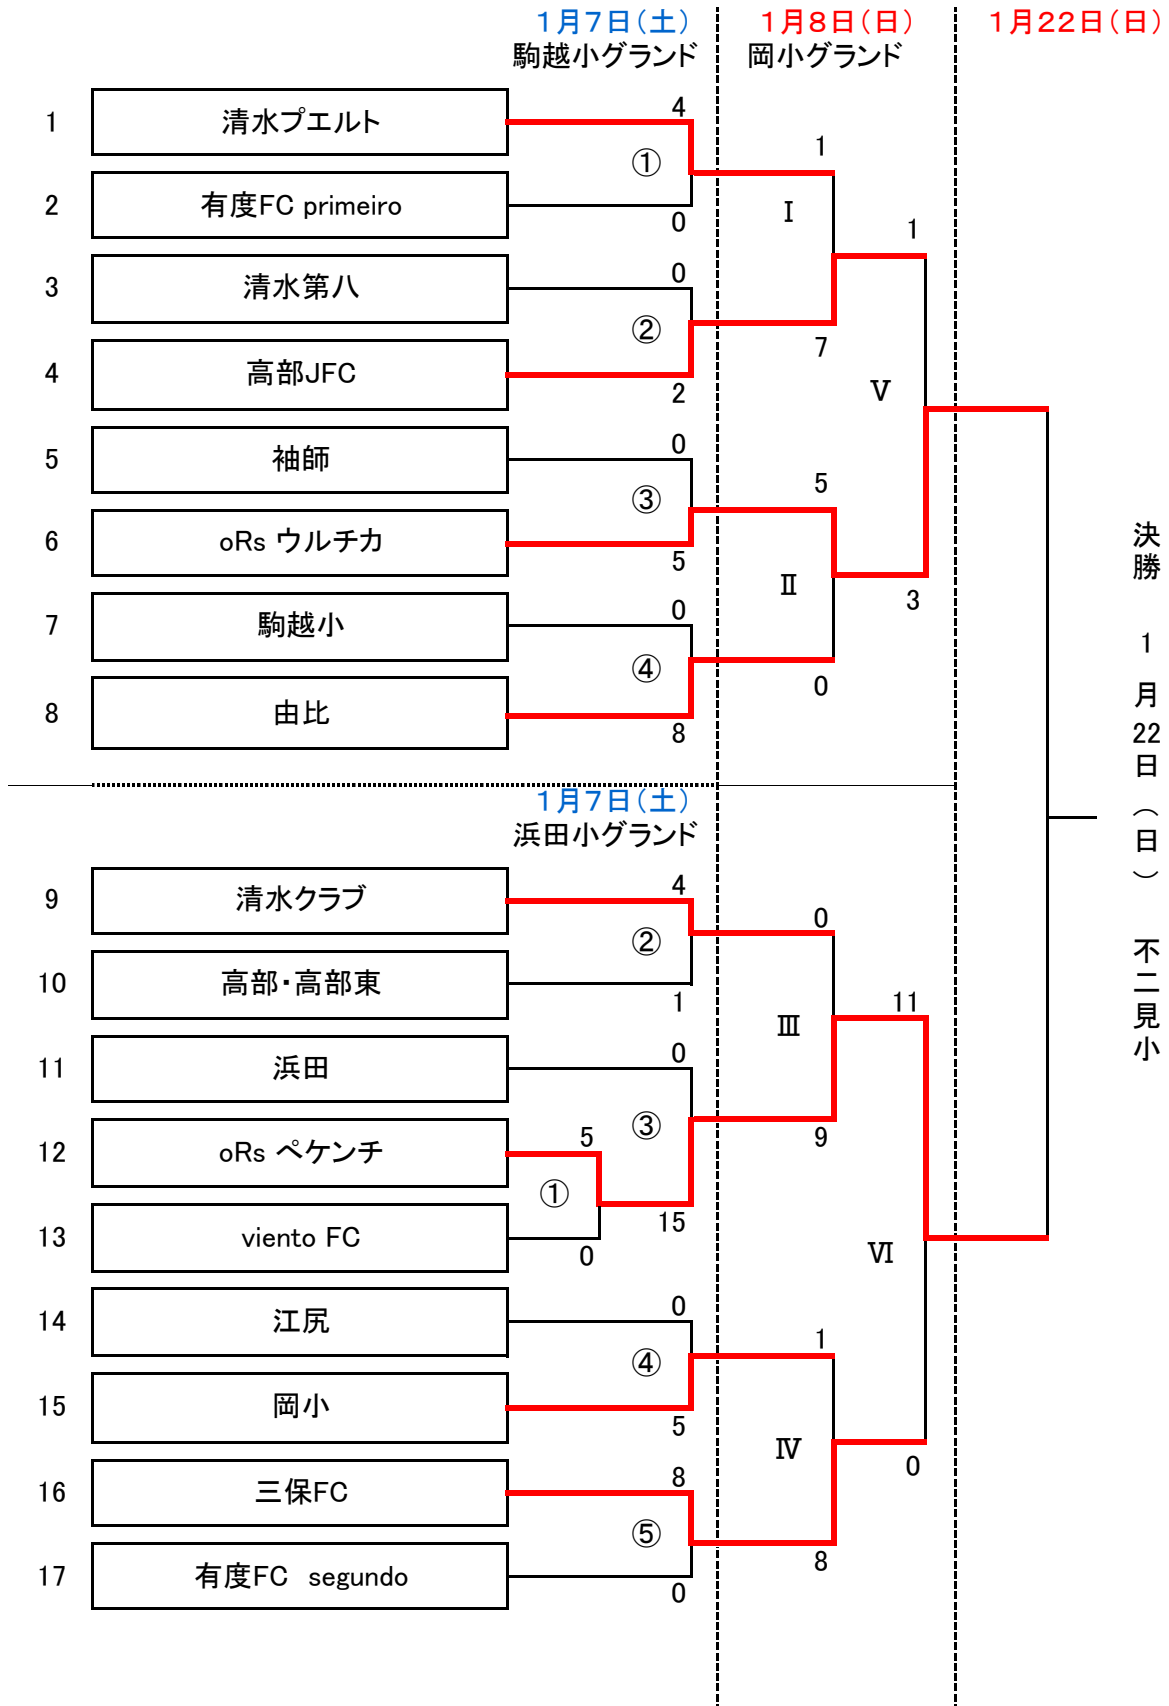 1月7日(土)
駒越小グランド
1月8日(日)
岡小グランド
1月22日(日)
1 清水プエルト 4
①
2 有度FC primeiro 0
1
Ⅰ
1
3 清水第八 0
②
4 高部JFC 2
7
Ⅴ
5 袖師 0
③
6 oRs ウルチカ 5
5
Ⅱ
3
7 駒越小 0
④
8 由比 8
0
決勝 1月22日(日) 不二見小
1月7日(土)
浜田小グランド
9 清水クラブ 4
②
10 高部・高部東 1
0
Ⅲ
11
11 浜田 0
③
12 oRs ペケンチ 5
①
13 viento FC 0
15
9
Ⅵ
14 江尻 0
④
15 岡小 5
1
Ⅳ
0
16 三保FC 8
⑤
17 有度FC segundo 0
8